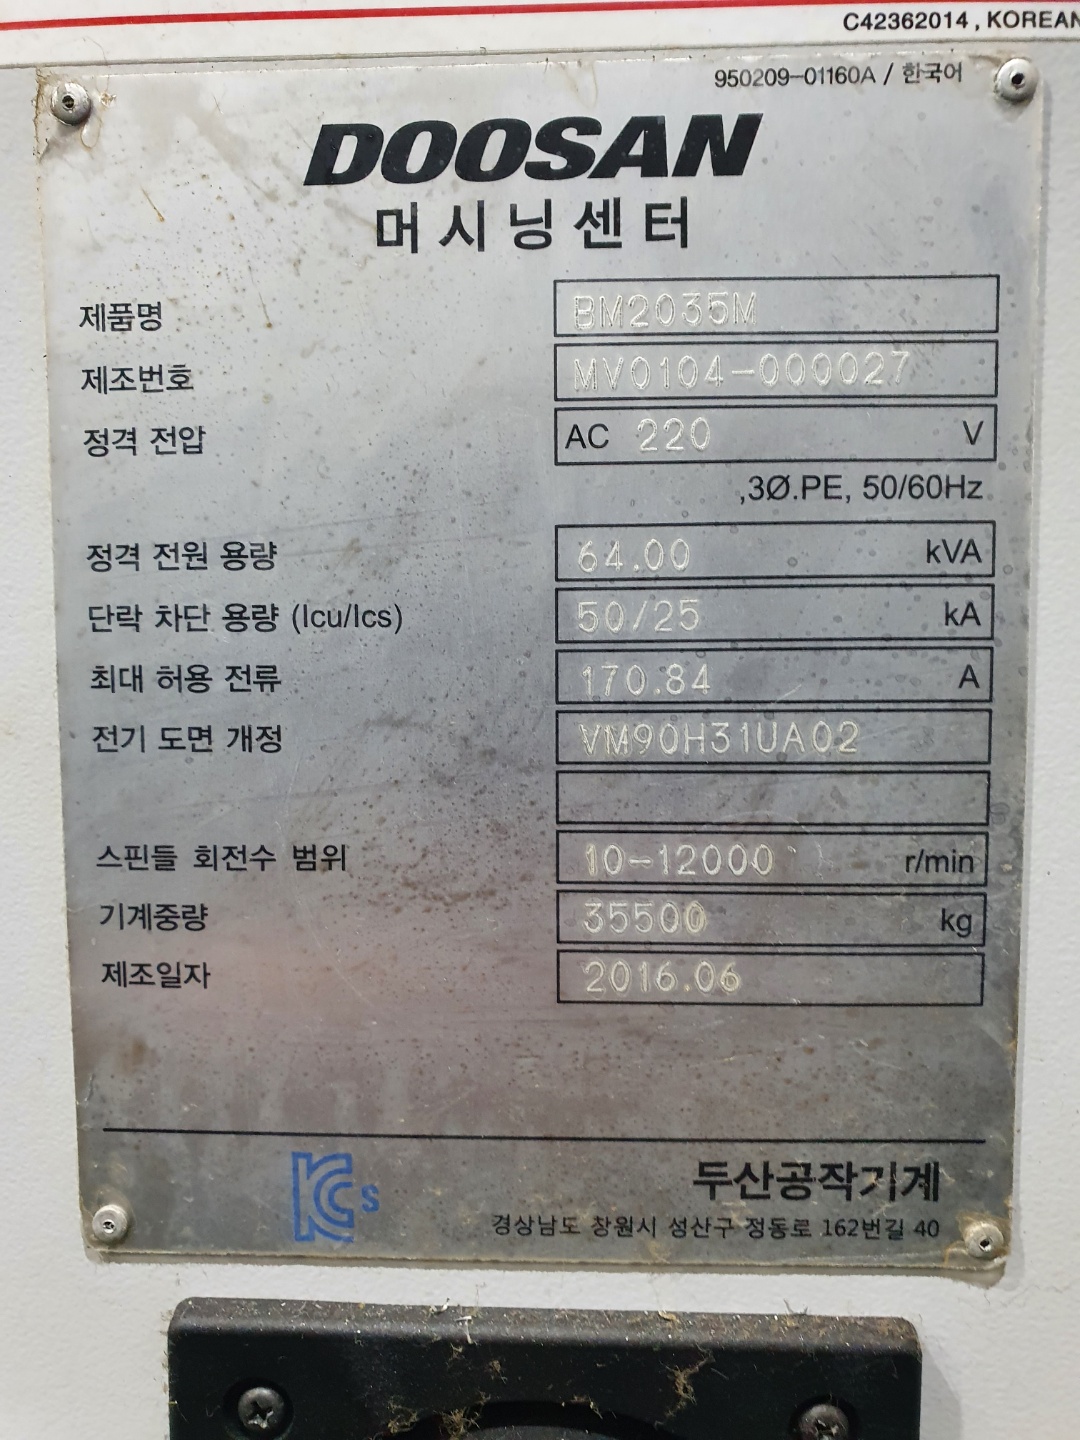 C42362014, KOREAN
950209-01160A / 한국어
DOOSAN
머시닝센터
제품명 BM2035M
제조번호 MV0104-000027
정격 전압 AC 220 V
,3Ø.PE, 50/60Hz
정격 전원 용량 64.00 kVA
단락 차단 용량 (Icu/Ics) 50/25 kA
최대 허용 전류 170.84 A
전기 도면 개정 VM90H31UA02
스핀들 회전수 범위 10-12000 r/min
기계중량 35500 kg
제조일자 2016.06
KCs 두산공작기계
경상남도 창원시 성산구 정동로 162번길 40